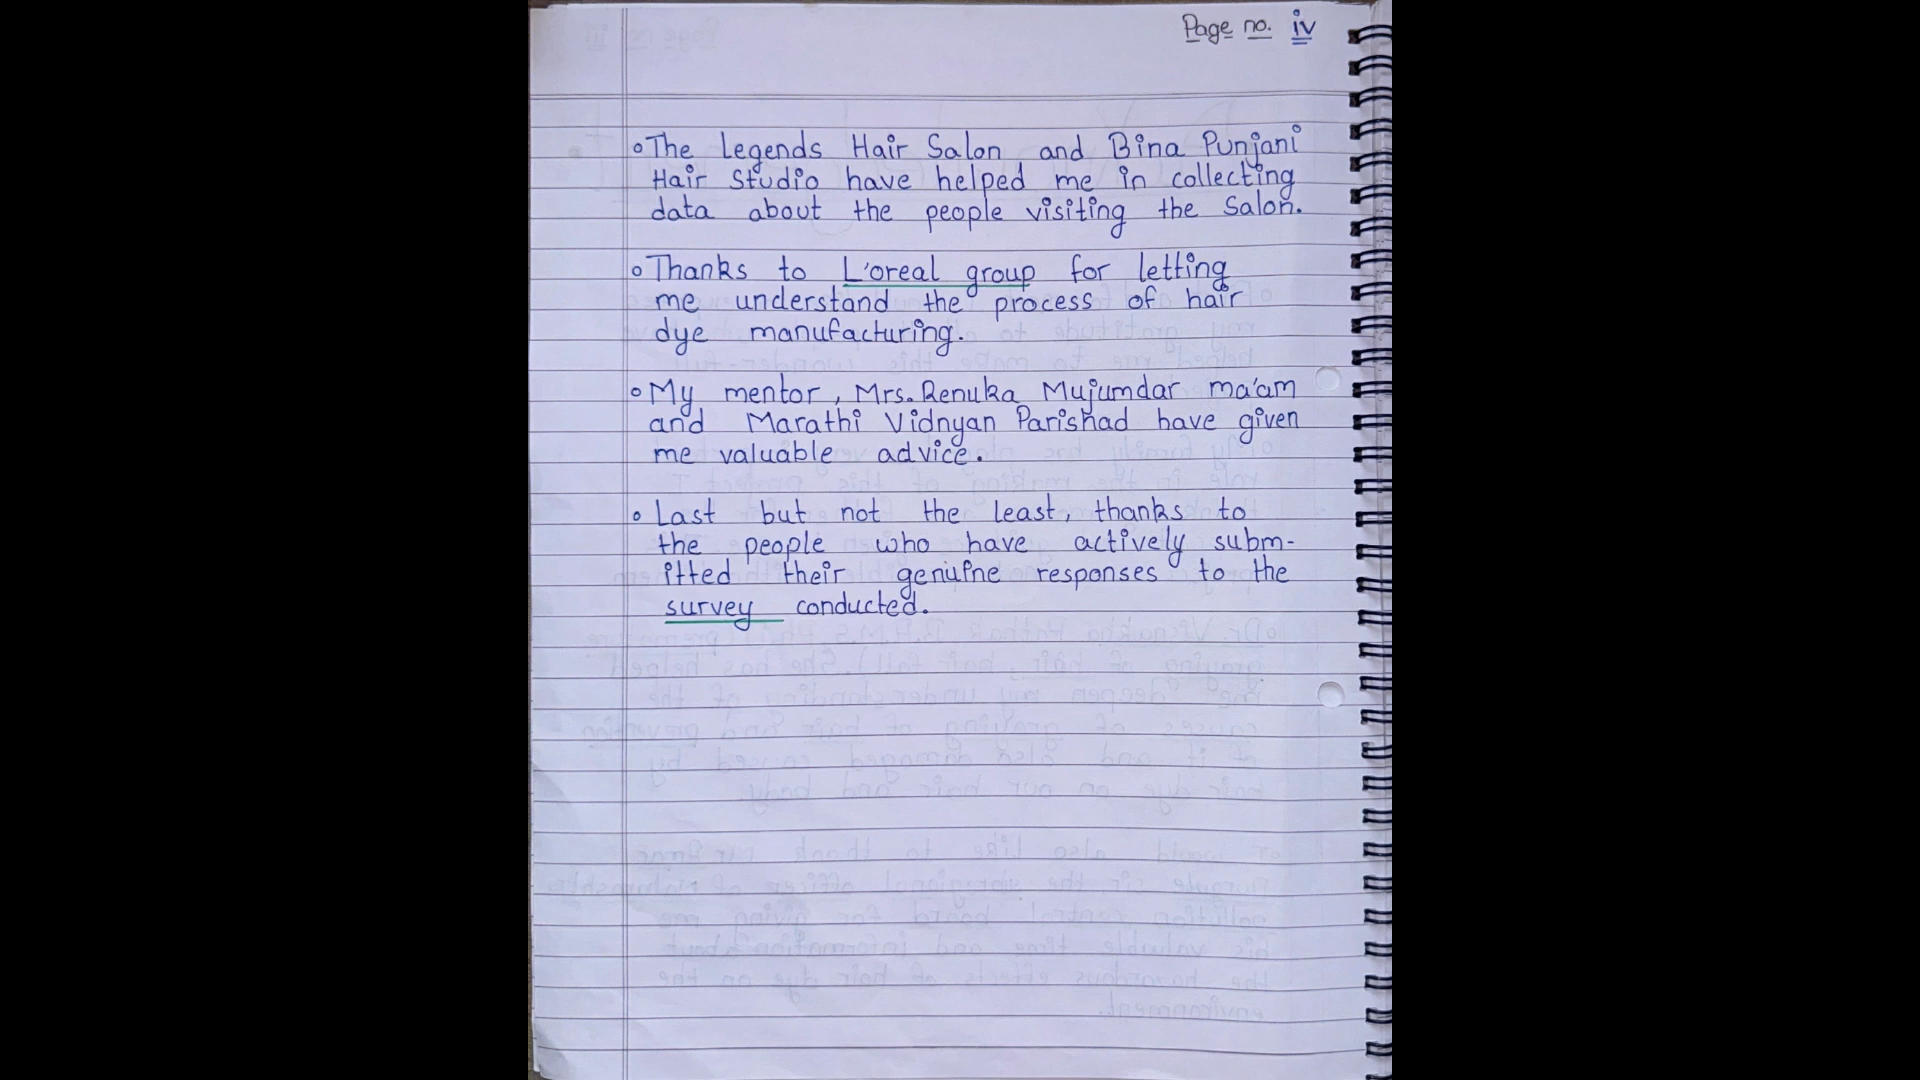 Page no. iv
The Legends Hair Salon and Bina Punjani
Hair Studio have helped me in collecting
data about the people visiting the Salon.
Thanks to L'oreal group for letting
me understand the process of hair
dye manufacturing.
My mentor, Mrs. Renuka Mujumdar ma'am
and Marathi Vidnyan Parishad have given
me valuable advice.
Last but not the least, thanks to
the people who have actively subm-
itted their genuine responses to the
survey conducted.